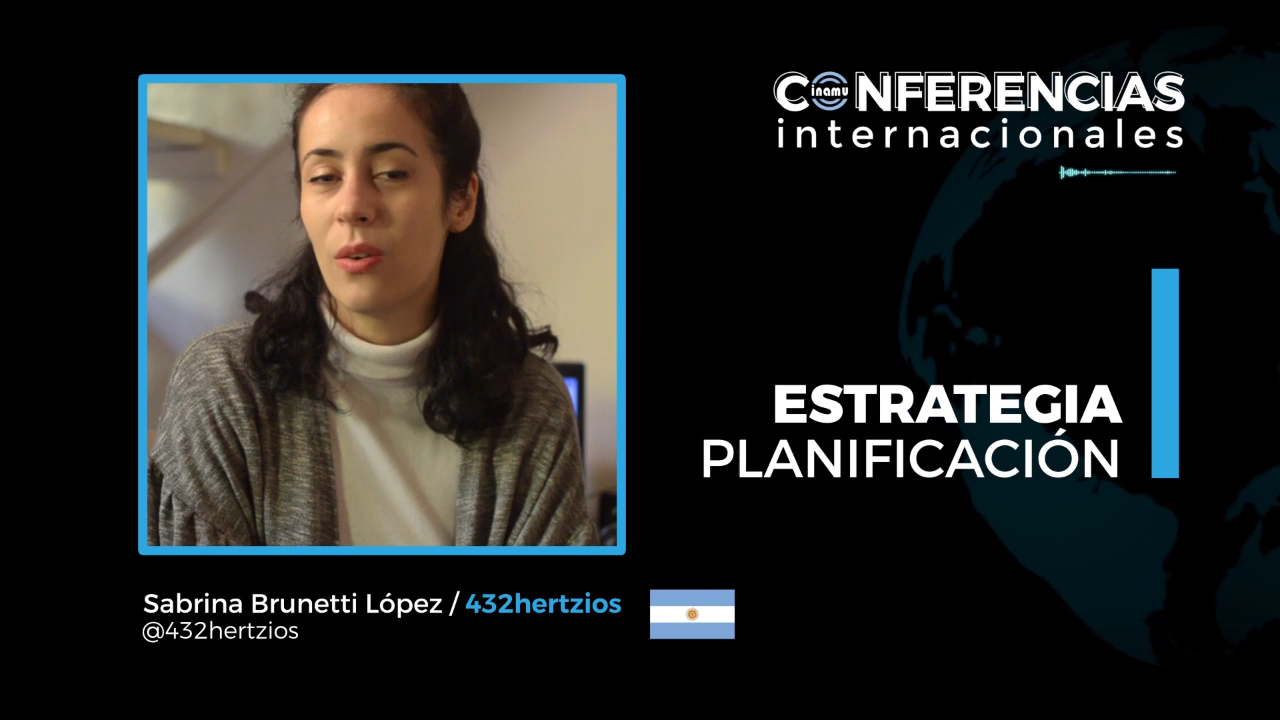 CONFERENCIAS
inamu
internacionales
ESTRATEGIA
PLANIFICACIÓN
Sabrina Brunetti López / 432hertzios
@432hertzios